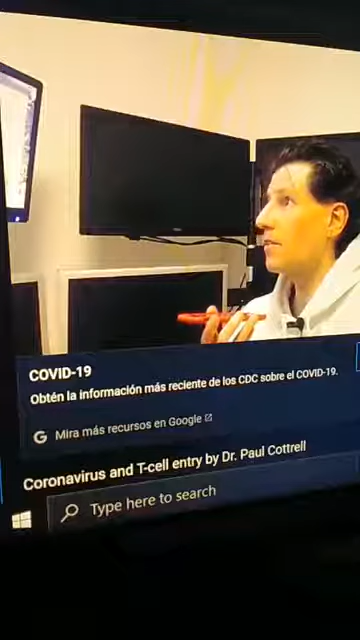 COVID-19
Obtén la información más reciente de los CDC sobre el COVID-19.
G Mira más recursos en Google
Coronavirus and T-cell entry by Dr. Paul Cottrell
Type here to search